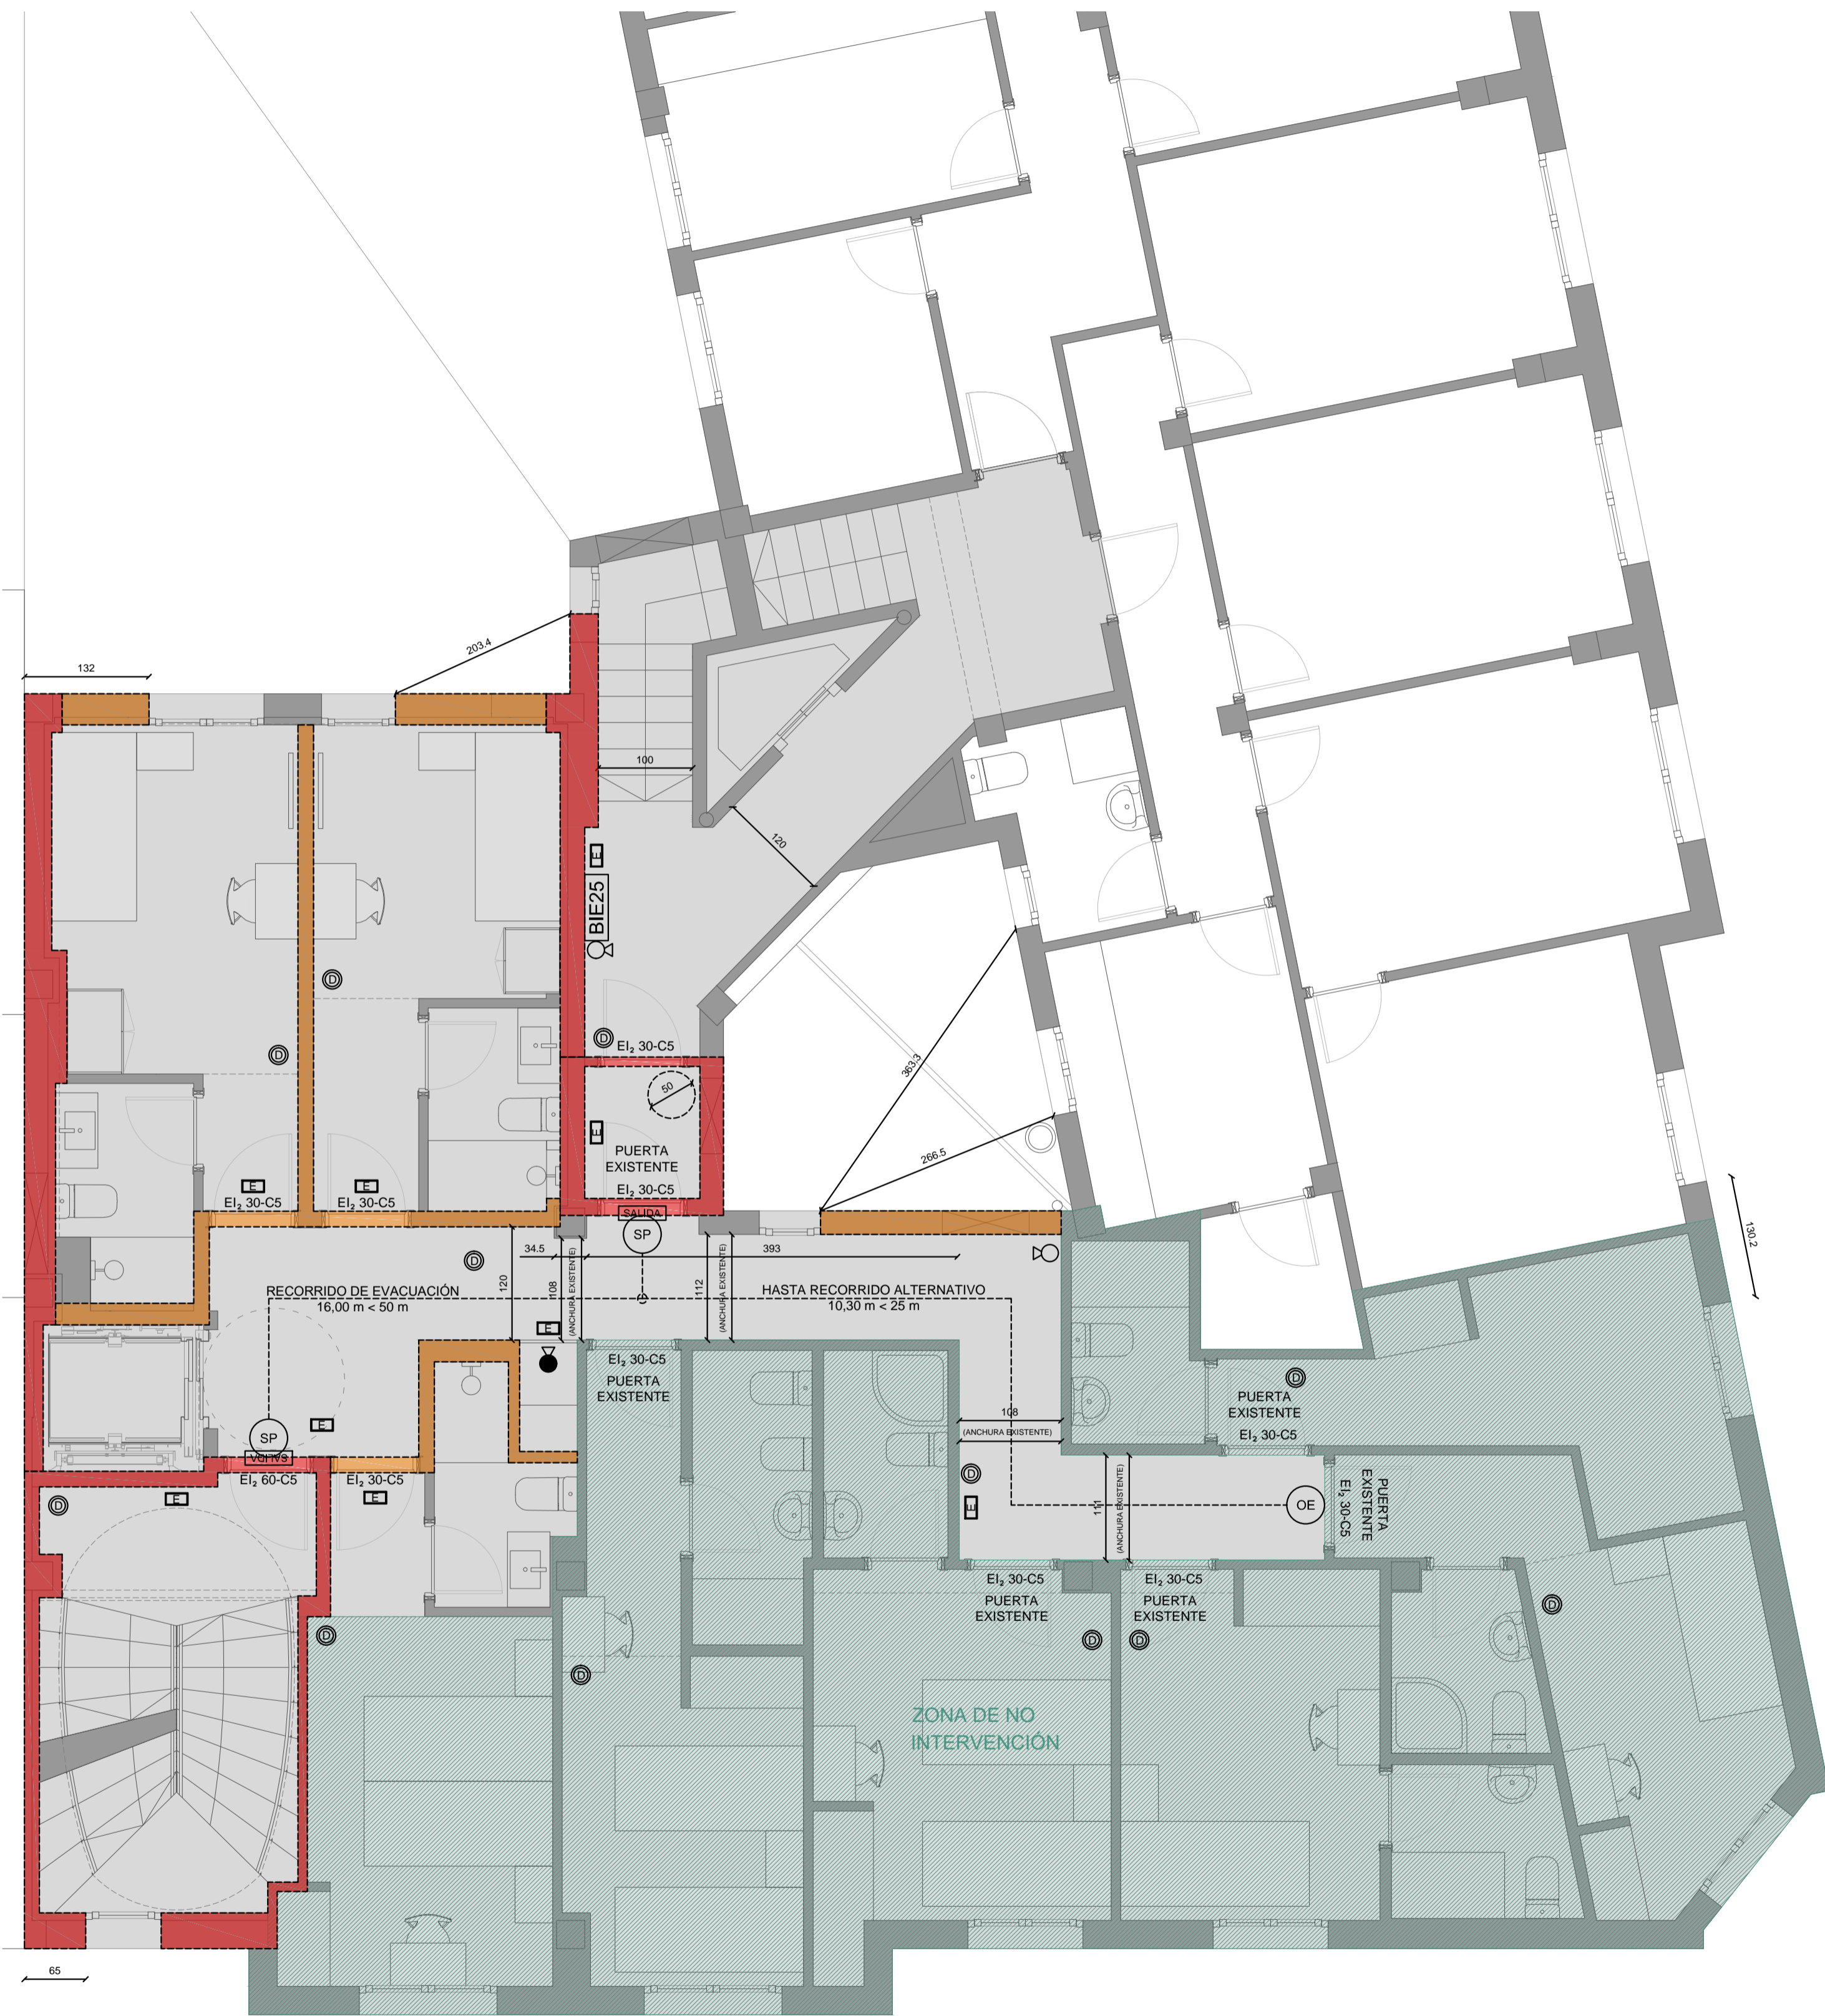 203.4
132
100
120
E
BIE25
D
D
D
EI₂ 30-C5
50
363.3
E
PUERTA
EXISTENTE
EI₂ 30-C5
266.5
E
EI₂ 30-C5
E
EI₂ 30-C5
SALIDA
SP
130.2
D
34.5
393
120
108
(ANCHURA EXISTENTE)
112
(ANCHURA EXISTENTE)
RECORRIDO DE EVACUACIÓN
16,00 m < 50 m
HASTA RECORRIDO ALTERNATIVO
10,30 m < 25 m
E
EI₂ 30-C5
PUERTA
EXISTENTE
D
PUERTA
EXISTENTE
EI₂ 30-C5
E
SP
SALIDA
108
(ANCHURA EXISTENTE)
EI₂ 60-C5
EI₂ 30-C5
D
E
E
D
E
111
(ANCHURA EXISTENTE)
OE
PUERTA
EXISTENTE
EI₂ 30-C5
EI₂ 30-C5
PUERTA
EXISTENTE
EI₂ 30-C5
PUERTA
EXISTENTE
D
D
D
D
D
ZONA DE NO
INTERVENCIÓN
65